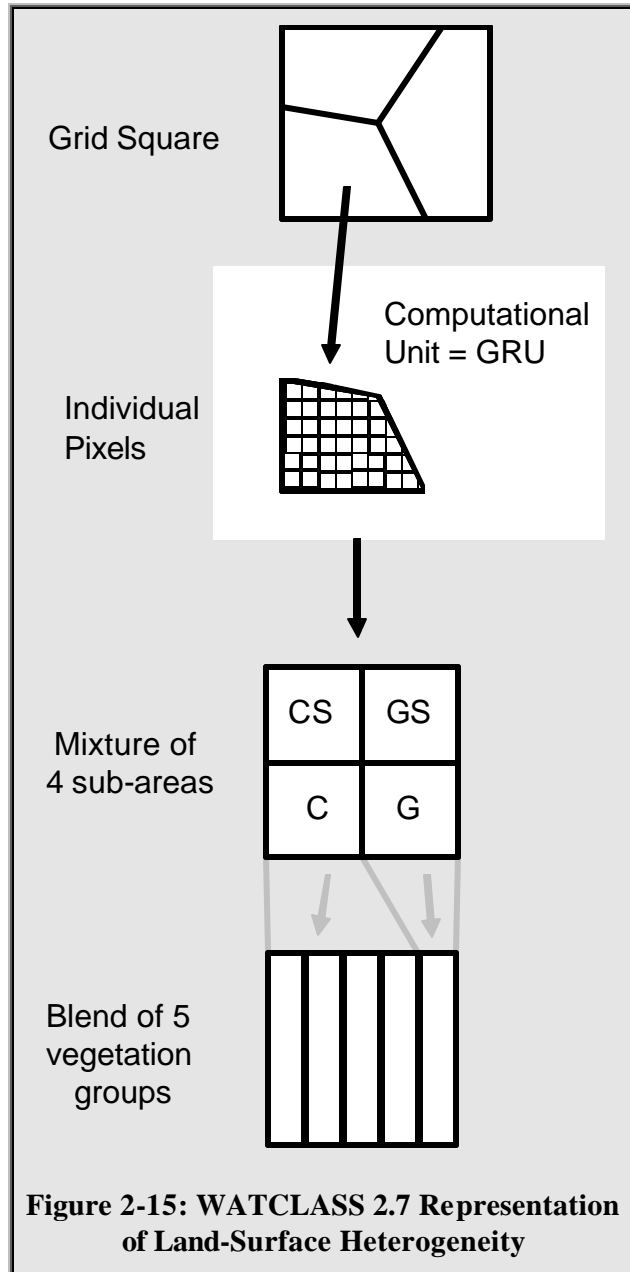 Grid Square
Computational
Unit = GRU
Individual
Pixels
CS GS
Mixture of
4 sub-areas
C G
Blend of 5
vegetation
groups
Figure 2-15: WATCLASS 2.7 Representation
of Land-Surface Heterogeneity